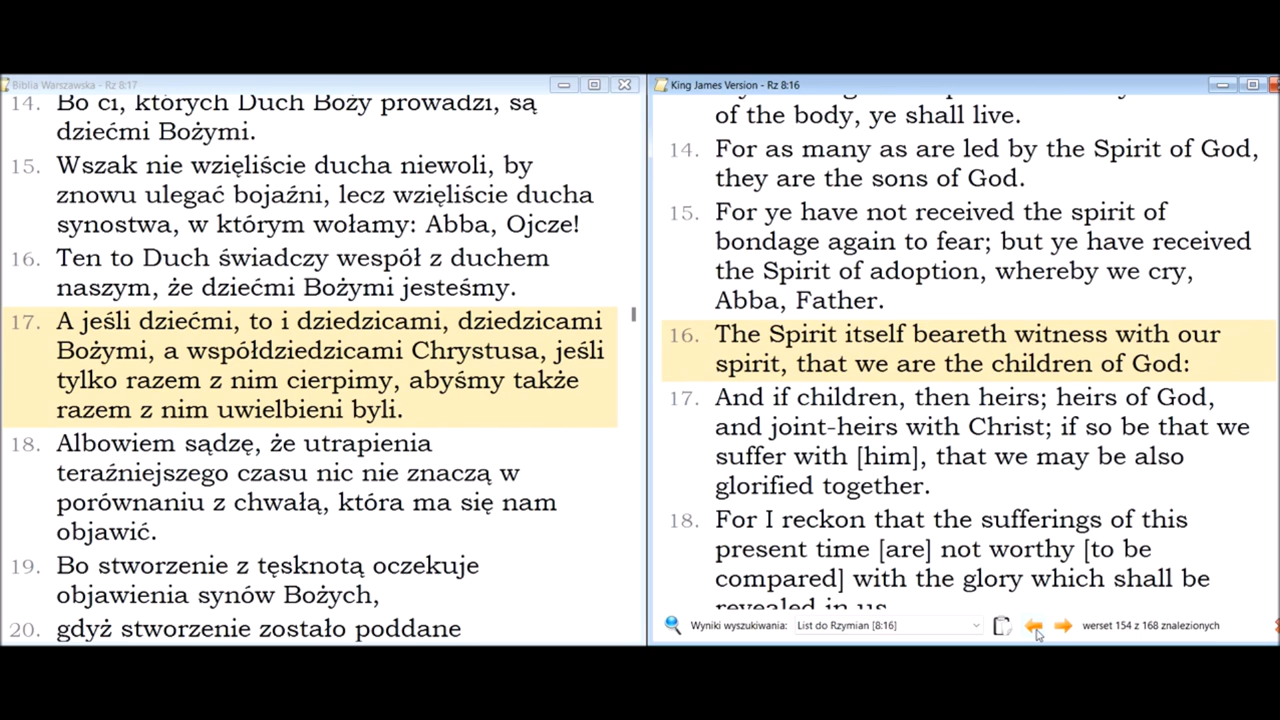 Biblia Warszawska - Rz 8:17
14. Bo ci, których Duch Boży prowadzi, są
dziećmi Bożymi.
15. Wszak nie wzięliście ducha niewoli, by
znowu ulegać bojaźni, lecz wzięliście ducha
synostwa, w którym wołamy: Abba, Ojcze!
16. Ten to Duch świadczy wespół z duchem
naszym, że dziećmi Bożymi jesteśmy.
17. A jeśli dziećmi, to i dziedzicami, dziedzicami
Bożymi, a współdziedzicami Chrystusa, jeśli
tylko razem z nim cierpimy, abyśmy także
razem z nim uwielbieni byli.
18. Albowiem sądzę, że utrapienia
teraźniejszego czasu nic nie znaczą w
porównaniu z chwałą, która ma się nam
objawić.
19. Bo stworzenie z tęsknotą oczekuje
objawienia synów Bożych,
20. gdyż stworzenie zostało poddane
King James Version - Rz 8:16
of the body, ye shall live.
14. For as many as are led by the Spirit of God,
they are the sons of God.
15. For ye have not received the spirit of
bondage again to fear; but ye have received
the Spirit of adoption, whereby we cry,
Abba, Father.
16. The Spirit itself beareth witness with our
spirit, that we are the children of God:
17. And if children, then heirs; heirs of God,
and joint-heirs with Christ; if so be that we
suffer with [him], that we may be also
glorified together.
18. For I reckon that the sufferings of this
present time [are] not worthy [to be
compared] with the glory which shall be
revealed in us
Wyniki wyszukiwania: List do Rzymian [8:16] werset 154 z 168 znalezionych